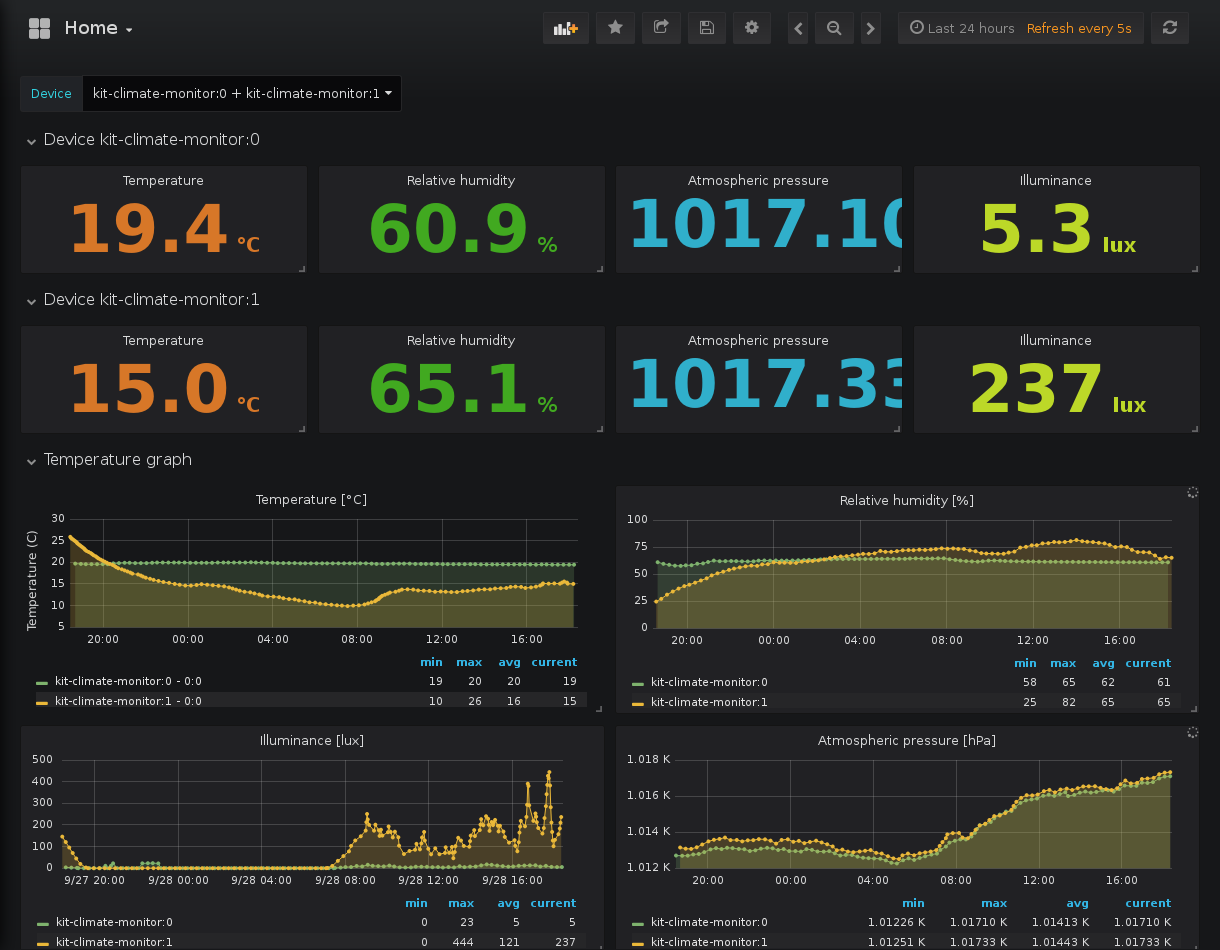 Home
Last 24 hours Refresh every 5s
Device kit-climate-monitor:0 + kit-climate-monitor:1
Device kit-climate-monitor:0
Temperature Relative humidity Atmospheric pressure Illuminance
19.4 °C 60.9 % 1017.10 5.3 lux
Device kit-climate-monitor:1
Temperature Relative humidity Atmospheric pressure Illuminance
15.0 °C 65.1 % 1017.33 237 lux
Temperature graph
Temperature [°C]
Temperature (C)
30
25
20
15
10
5
20:00 00:00 04:00 08:00 12:00 16:00
min max avg current
kit-climate-monitor:0 - 0:0 19 20 20 19
kit-climate-monitor:1 - 0:0 10 26 16 15
Relative humidity [%]
100
75
50
25
0
20:00 00:00 04:00 08:00 12:00 16:00
min max avg current
kit-climate-monitor:0 58 65 62 61
kit-climate-monitor:1 25 82 65 65
Illuminance [lux]
500
400
300
200
100
0
9/27 20:00 9/28 00:00 9/28 04:00 9/28 08:00 9/28 12:00 9/28 16:00
min max avg current
kit-climate-monitor:0 0 23 5 5
kit-climate-monitor:1 0 444 121 237
Atmospheric pressure [hPa]
1.018 K
1.016 K
1.014 K
1.012 K
20:00 00:00 04:00 08:00 12:00 16:00
min max avg current
kit-climate-monitor:0 1.01226 K 1.01710 K 1.01413 K 1.01710 K
kit-climate-monitor:1 1.01251 K 1.01733 K 1.01443 K 1.01733 K